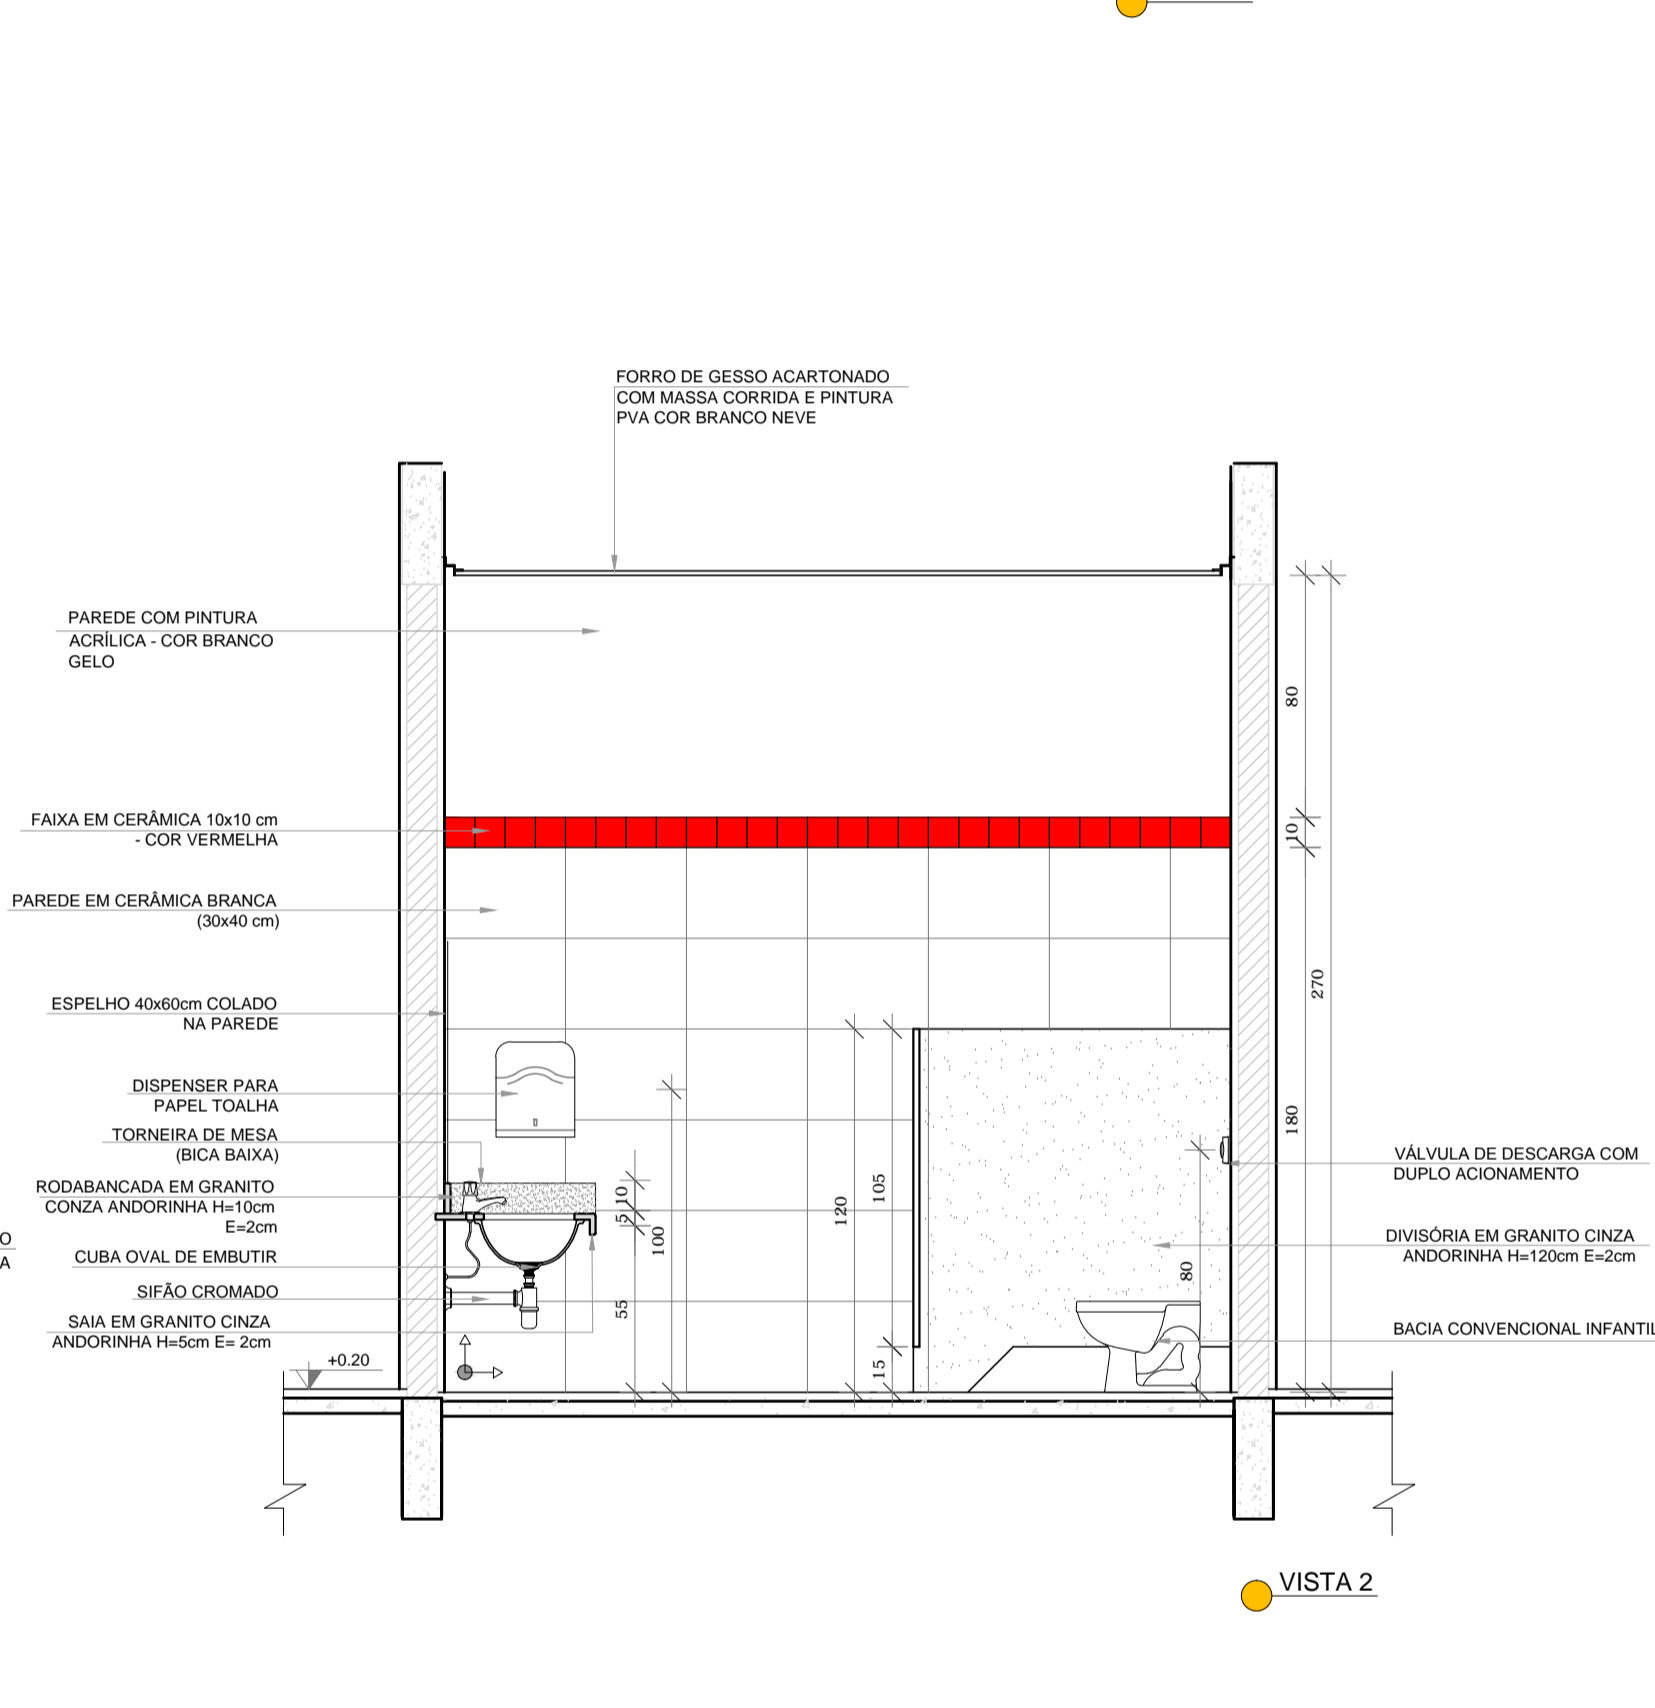 FORRO DE GESSO ACARTONADO
COM MASSA CORRIDA E PINTURA
PVA COR BRANCO NEVE
PAREDE COM PINTURA
ACRÍLICA - COR BRANCO
GELO
FAIXA EM CERÂMICA 10x10 cm
- COR VERMELHA
PAREDE EM CERÂMICA BRANCA
(30x40 cm)
ESPELHO 40x60cm COLADO
NA PAREDE
DISPENSER PARA
PAPEL TOALHA
TORNEIRA DE MESA
(BICA BAIXA)
RODABANCADA EM GRANITO
CONZA ANDORINHA H=10cm
E=2cm
O
A
CUBA OVAL DE EMBUTIR
SIFÃO CROMADO
SAIA EM GRANITO CINZA
ANDORINHA H=5cm E= 2cm
+0.20
10
5
55
100
120
105
15
80
80
10
180
270
VÁLVULA DE DESCARGA COM
DUPLO ACIONAMENTO
DIVISÓRIA EM GRANITO CINZA
ANDORINHA H=120cm E=2cm
BACIA CONVENCIONAL INFANTIL
VISTA 2